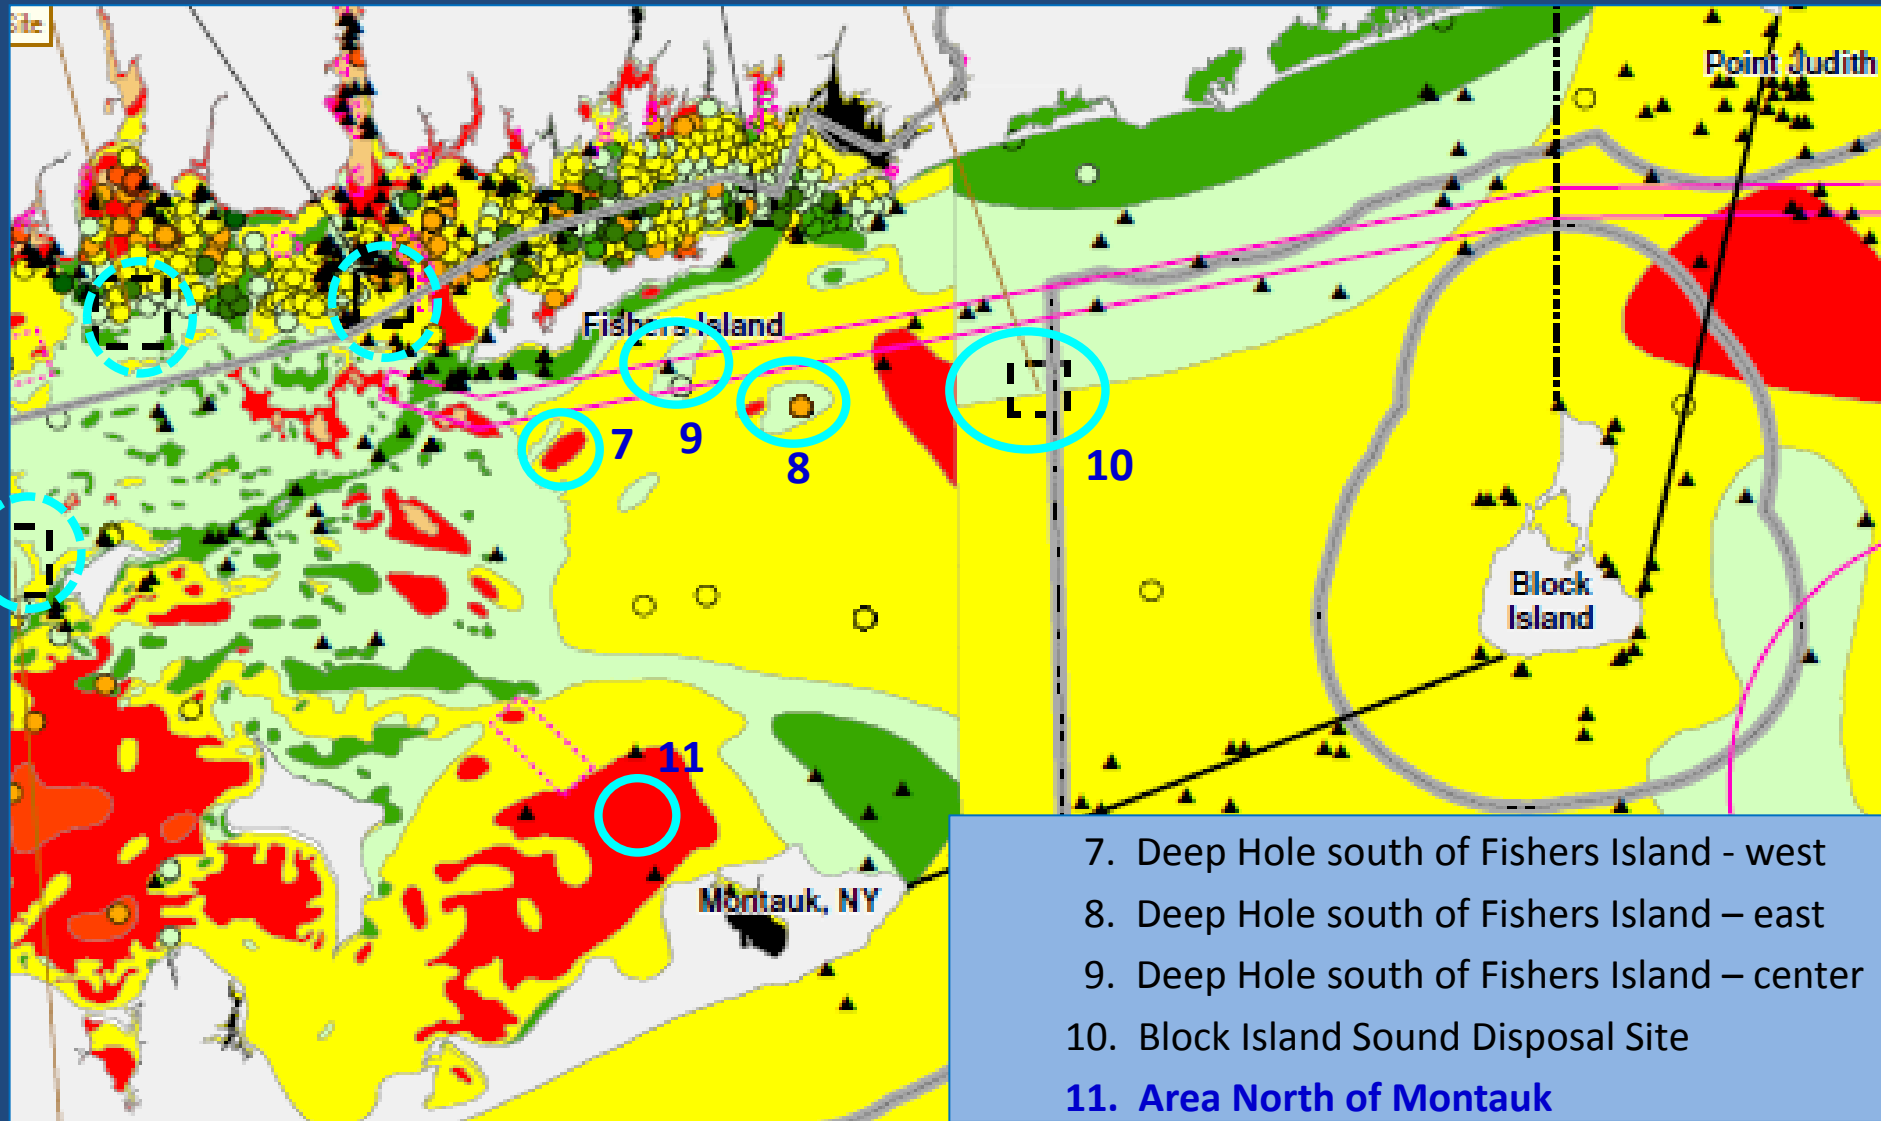 Site
Point Judith
Fishers Island
7
9
8
10
Block
Island
11
Montauk, NY
7. Deep Hole south of Fishers Island - west
8. Deep Hole south of Fishers Island – east
9. Deep Hole south of Fishers Island – center
10. Block Island Sound Disposal Site
11. Area North of Montauk